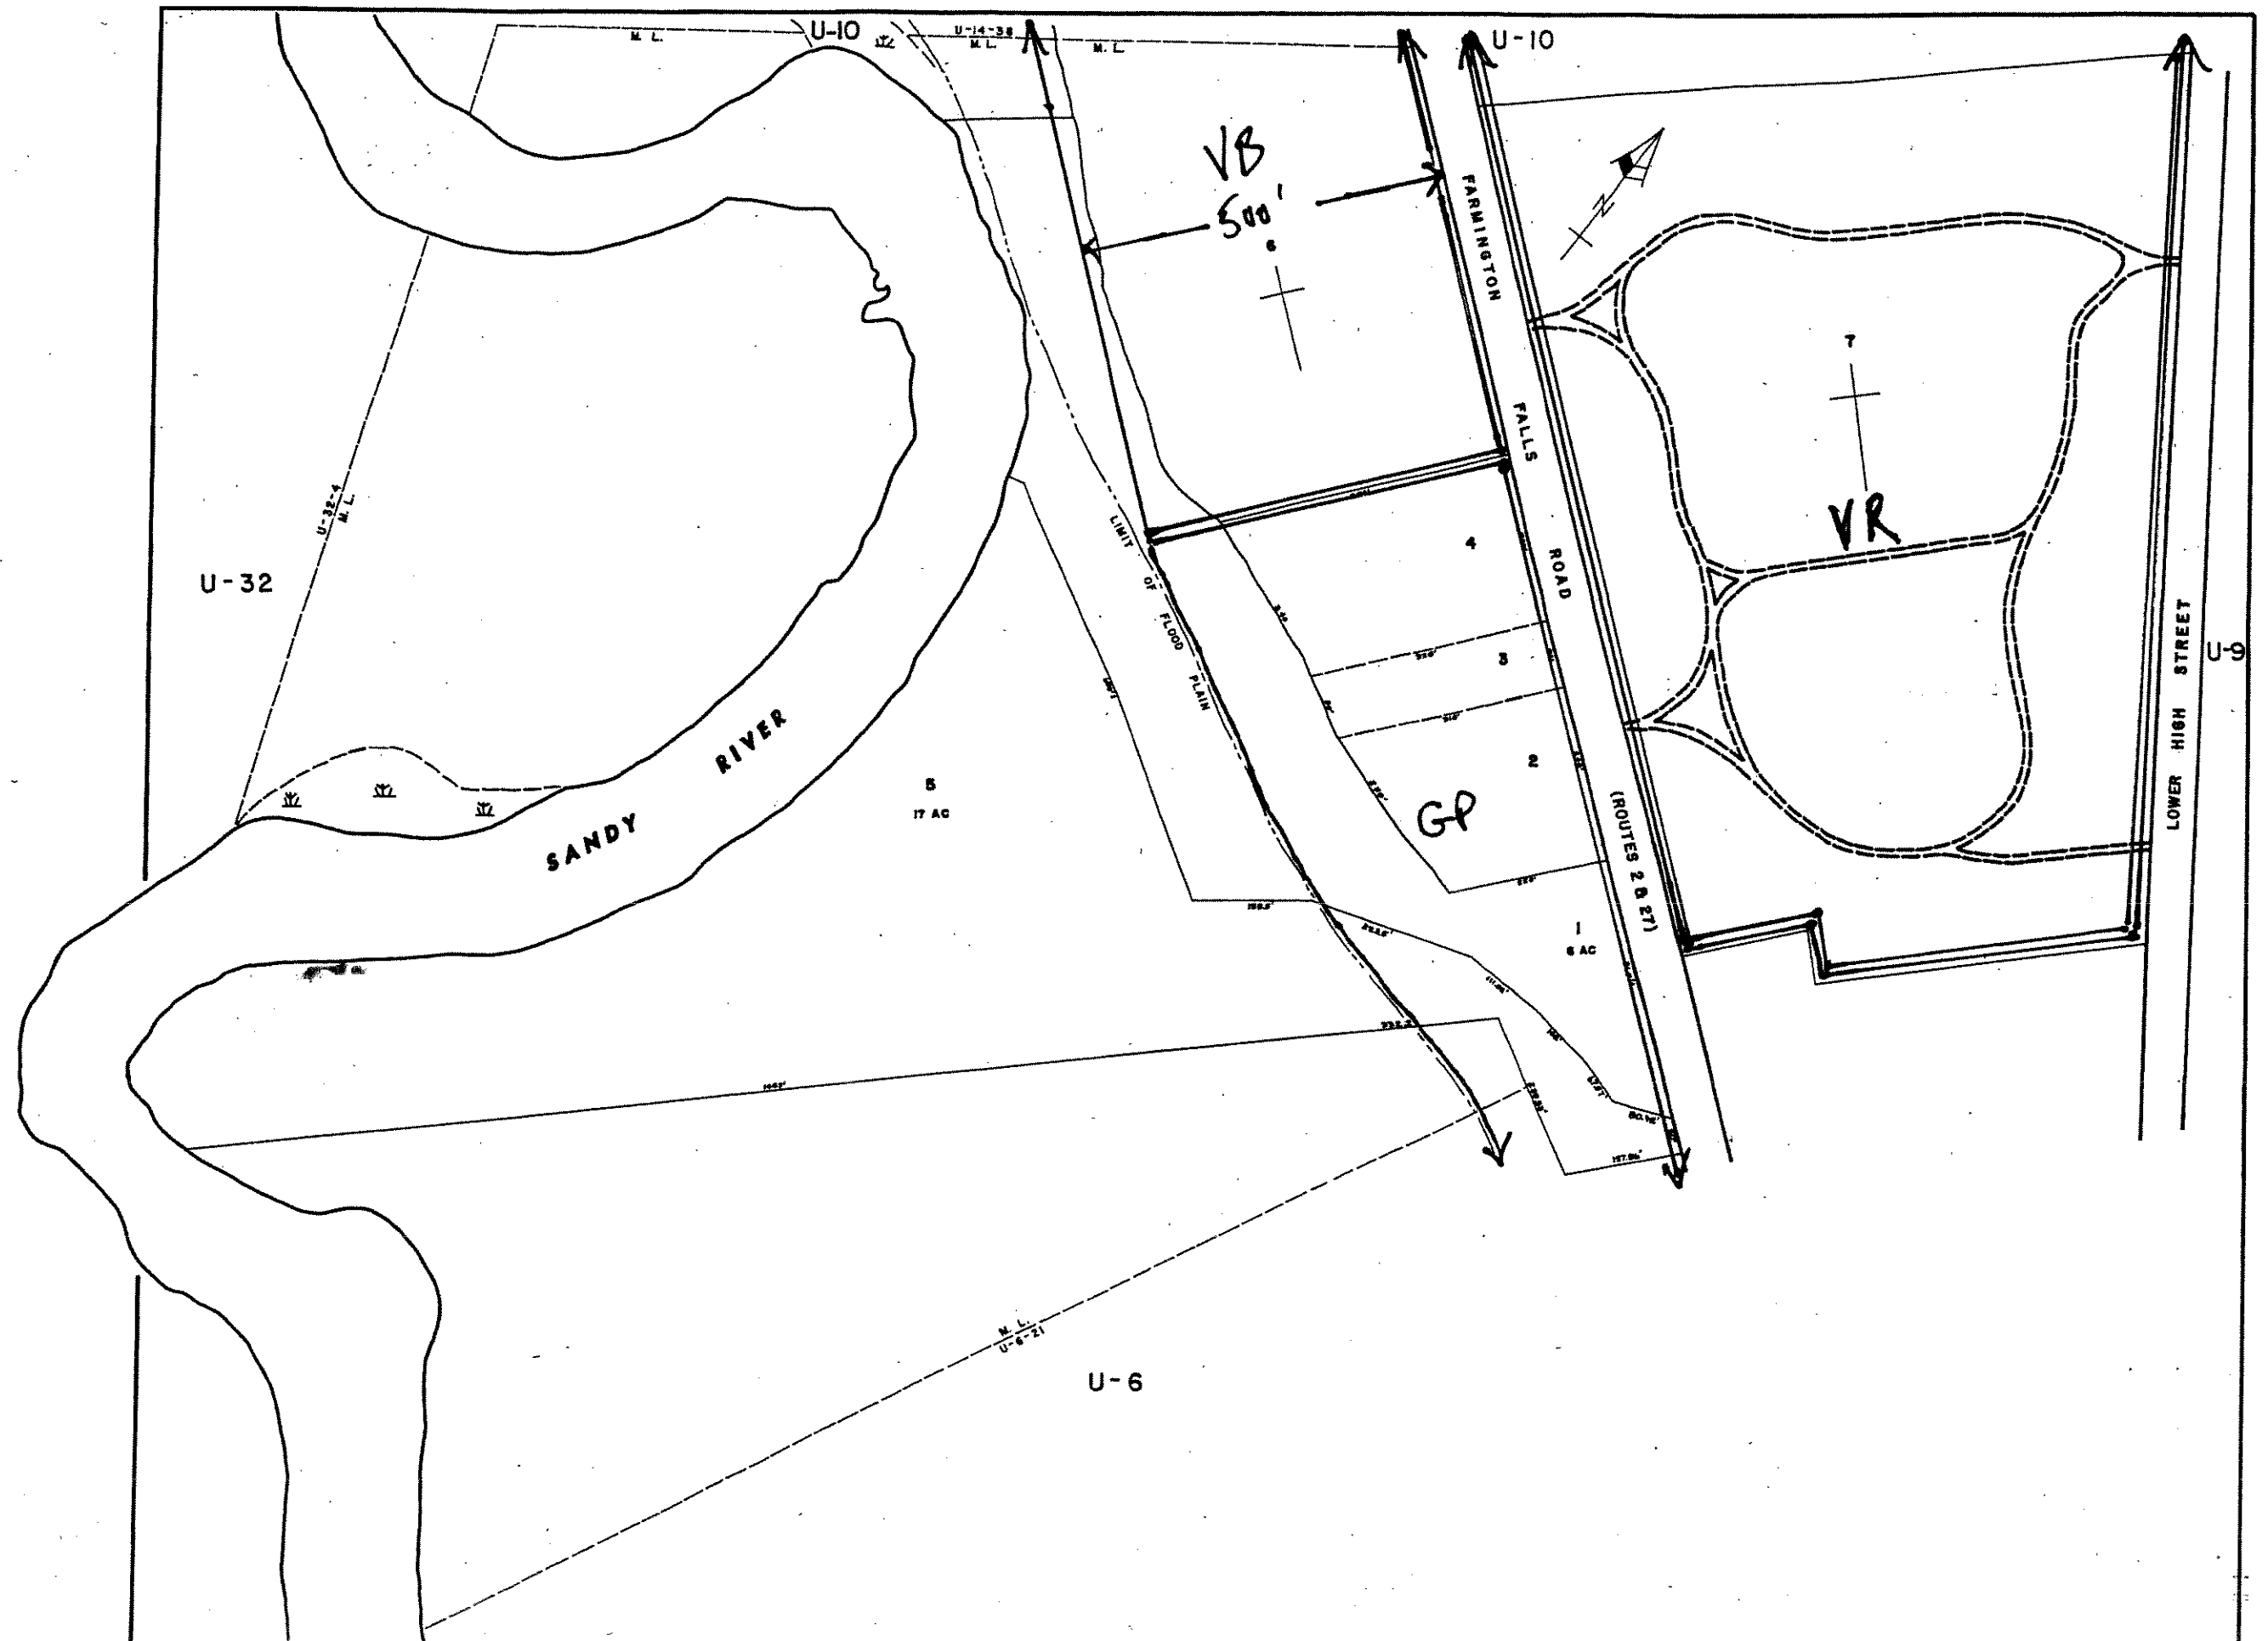 U-10
U-14-38
M. L.
M. L.
M. L.
U-10
VB
500'
6
FARMINGTON
FALLS
ROAD
(ROUTES 2 & 27)
N
7
VR
U-32-4
M. L.
U-32
LIMIT
OF
FLOOD
PLAIN
4
3
2
GP
1
6 AC
LOWER HIGH STREET
U-9
SANDY RIVER
5
17 AC
M. L.
U-6-21
U-6